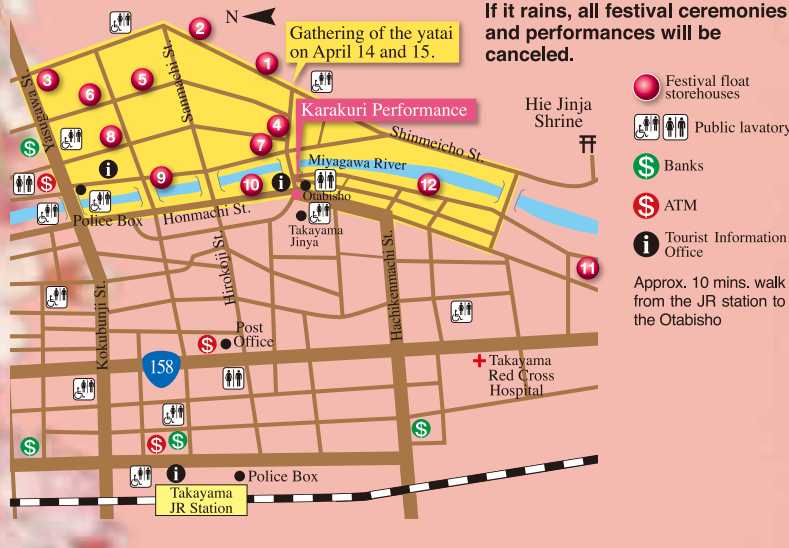 If it rains, all festival ceremonies
and performances will be
canceled.
N
Gathering of the yatai
on April 14 and 15.
Karakuri Performance
Hie Jinja
Shrine
Festival float
storehouses
Public lavatory
$ Banks
$ ATM
i Tourist Information
Office
Approx. 10 mins. walk
from the JR station to
the Otabisho
2
1
3
5
6
4
7
8
9
10
12
11
Yasugawa St.
Sanmachi St.
Shinmeicho St.
Miyagawa River
$
i
$
i
Otabisho
Police Box
Honmachi St.
Takayama
Jinya
Hirokoji St.
Hachikenmachi St.
Kokubunji St.
Post
Office
$
158
Takayama
Red Cross
Hospital
$
$
$
$
i
Police Box
Takayama
JR Station